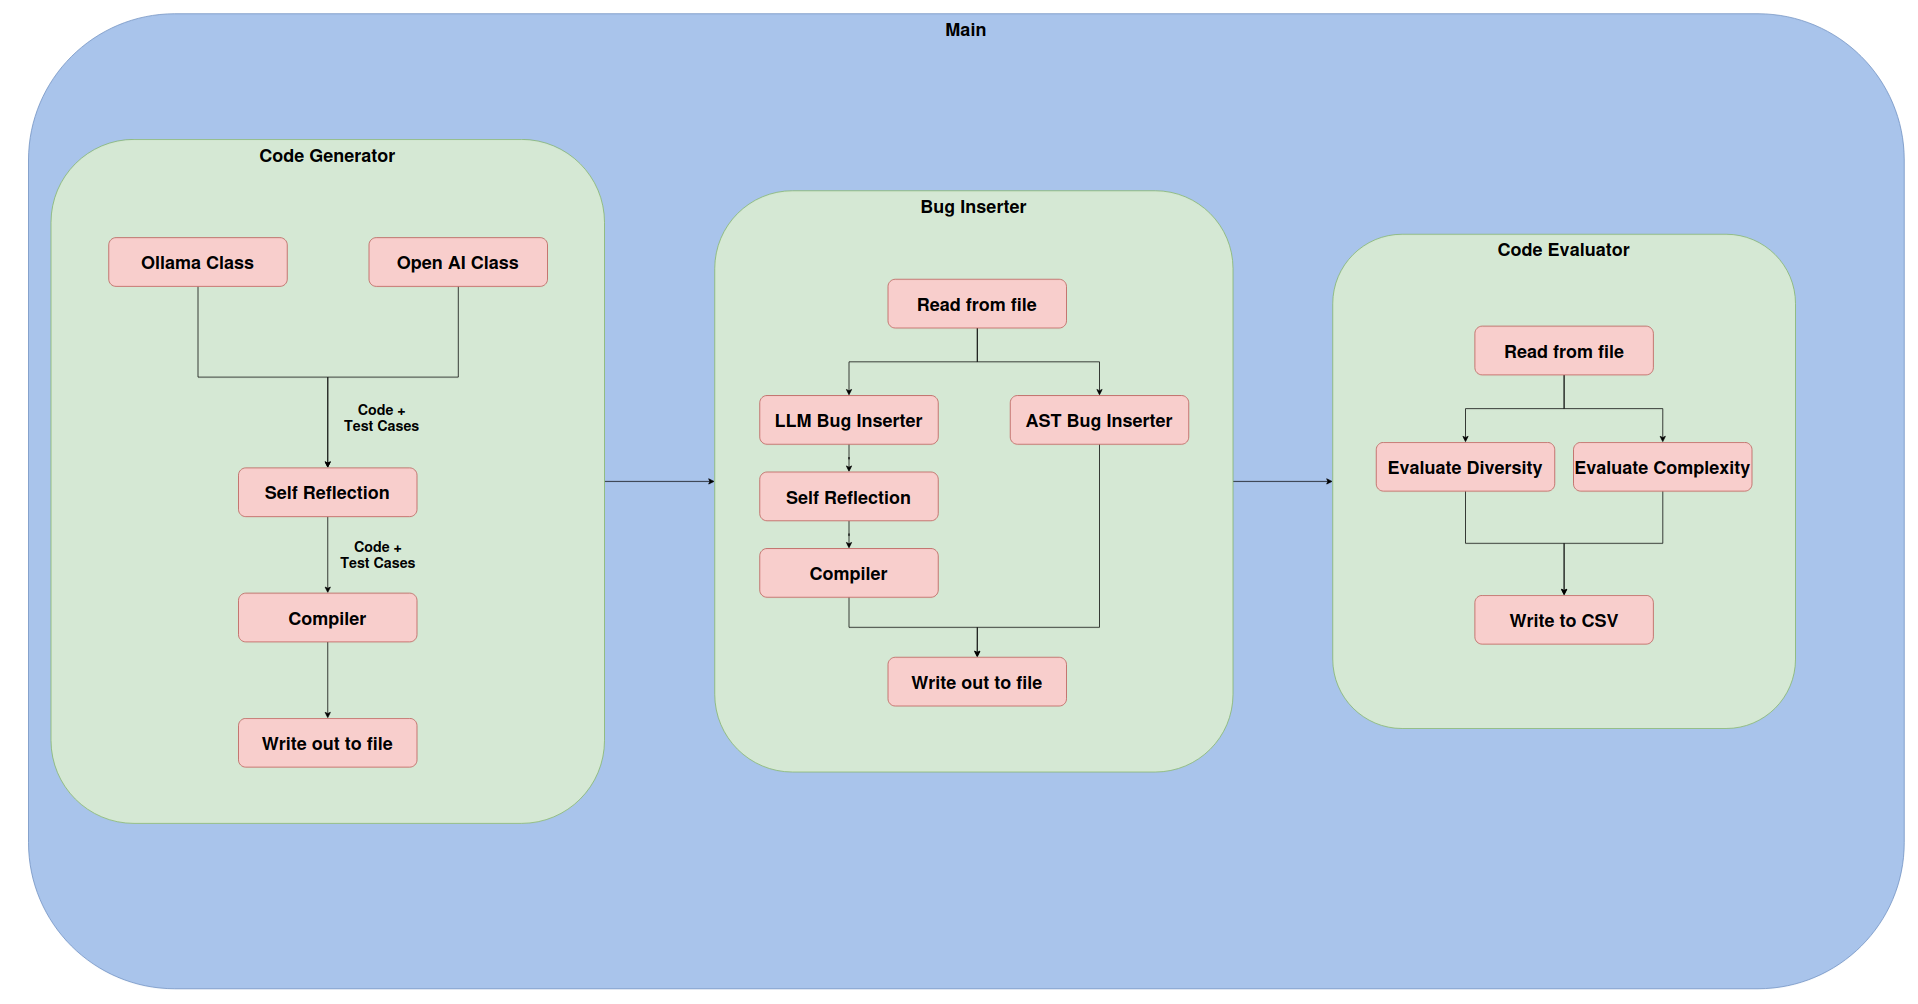 Main
Code Generator
Ollama Class
Open AI Class
Code +
Test Cases
Self Reflection
Code +
Test Cases
Compiler
Write out to file
Bug Inserter
Read from file
LLM Bug Inserter
AST Bug Inserter
Self Reflection
Compiler
Write out to file
Code Evaluator
Read from file
Evaluate Diversity
Evaluate Complexity
Write to CSV